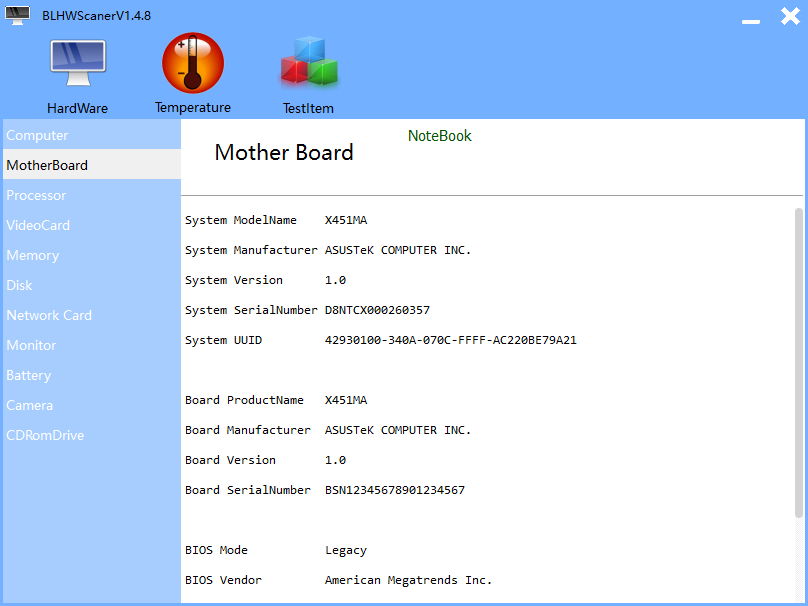 BLHWScanerV1.4.8
HardWare
Temperature
TestItem
Computer
MotherBoard
Processor
VideoCard
Memory
Disk
Network Card
Monitor
Battery
Camera
CDRomDrive
NoteBook
Mother Board
System ModelName X451MA
System Manufacturer ASUSTeK COMPUTER INC.
System Version 1.0
System SerialNumber D8NTCX000260357
System UUID 42930100-340A-070C-FFFF-AC220BE79A21
Board ProductName X451MA
Board Manufacturer ASUSTeK COMPUTER INC.
Board Version 1.0
Board SerialNumber BSN12345678901234567
BIOS Mode Legacy
BIOS Vendor American Megatrends Inc.